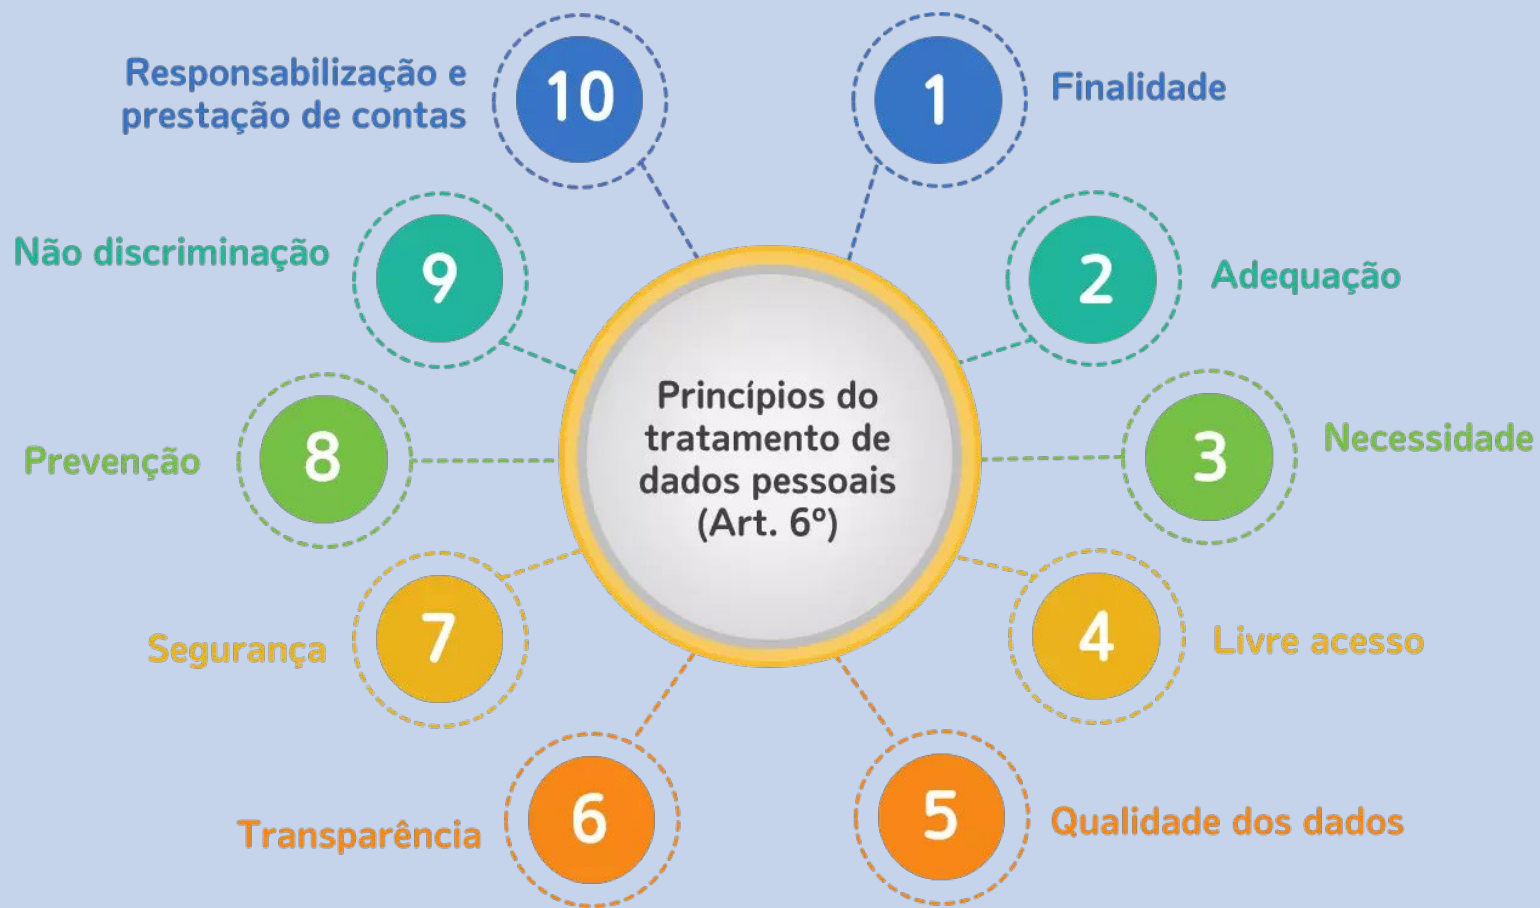 Princípios do
tratamento de
dados pessoais
(Art. 6º)
1
Finalidade
2
Adequação
3
Necessidade
4
Livre acesso
5
Qualidade dos dados
6
Transparência
7
Segurança
8
Prevenção
9
Não discriminação
10
Responsabilização e
prestação de contas